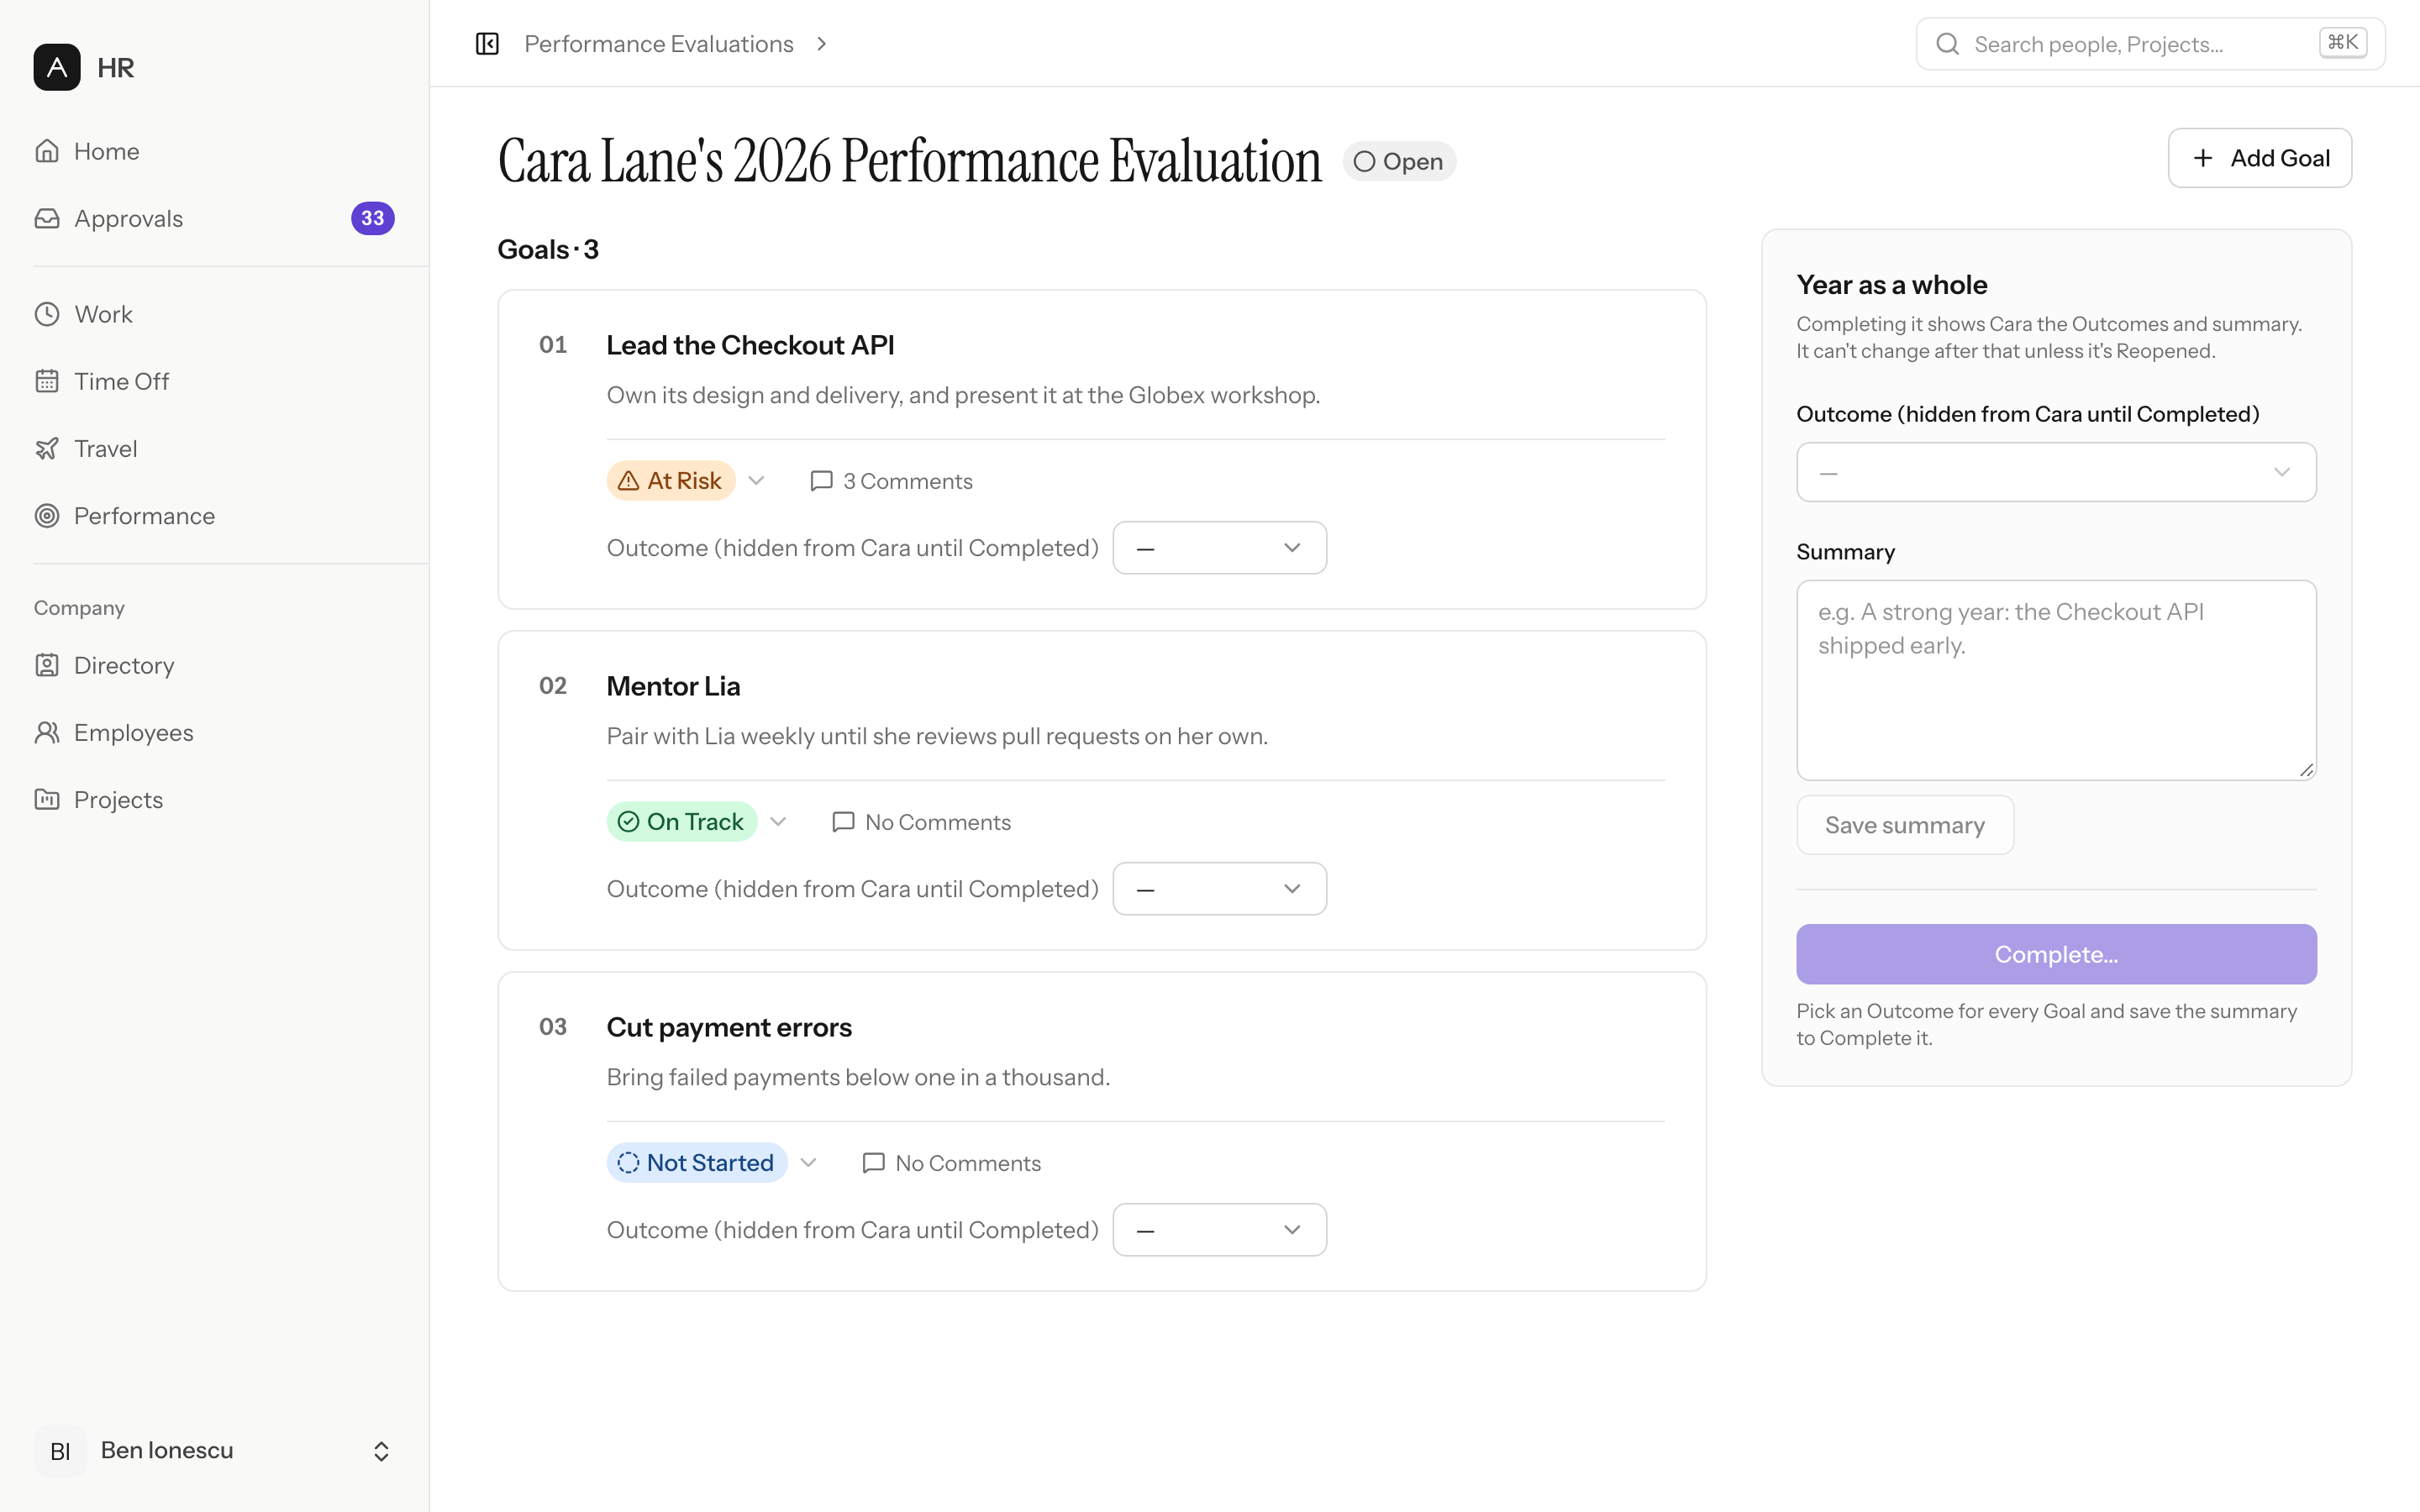 HR
Home
Approvals
33
Work
Time Off
Travel
Performance
Company
Directory
Employees
Projects
BI
Ben Ionescu
Performance Evaluations
Search people, Projects...
⌘K
Cara Lane's 2026 Performance Evaluation
Open
Add Goal
Goals · 3
01
Lead the Checkout API
Own its design and delivery, and present it at the Globex workshop.
At Risk
3 Comments
Outcome (hidden from Cara until Completed)
—
02
Mentor Lia
Pair with Lia weekly until she reviews pull requests on her own.
On Track
No Comments
Outcome (hidden from Cara until Completed)
—
03
Cut payment errors
Bring failed payments below one in a thousand.
Not Started
No Comments
Outcome (hidden from Cara until Completed)
—
Year as a whole
Completing it shows Cara the Outcomes and summary.
It can't change after that unless it's Reopened.
Outcome (hidden from Cara until Completed)
—
Summary
e.g. A strong year: the Checkout API
shipped early.
Save summary
Complete...
Pick an Outcome for every Goal and save the summary
to Complete it.